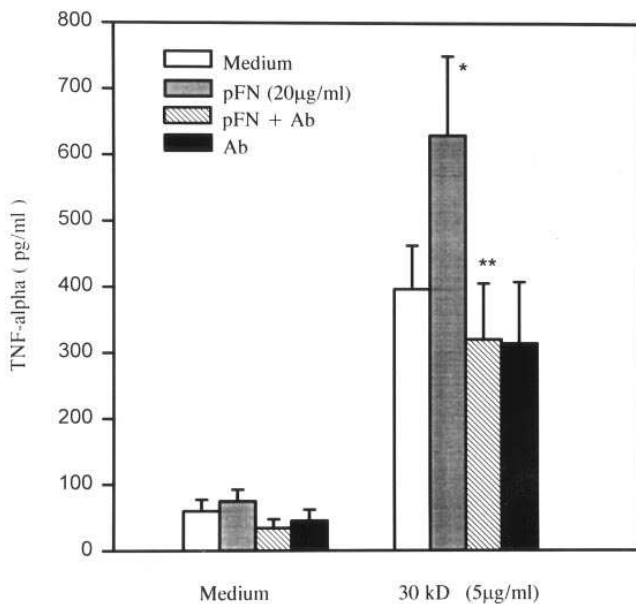 800
700
600
500
400
300
200
100
0
TNF-alpha ( pg/ml )
Medium
pFN (20µg/ml)
pFN + Ab
Ab
*
**
Medium
30 kD (5µg/ml)